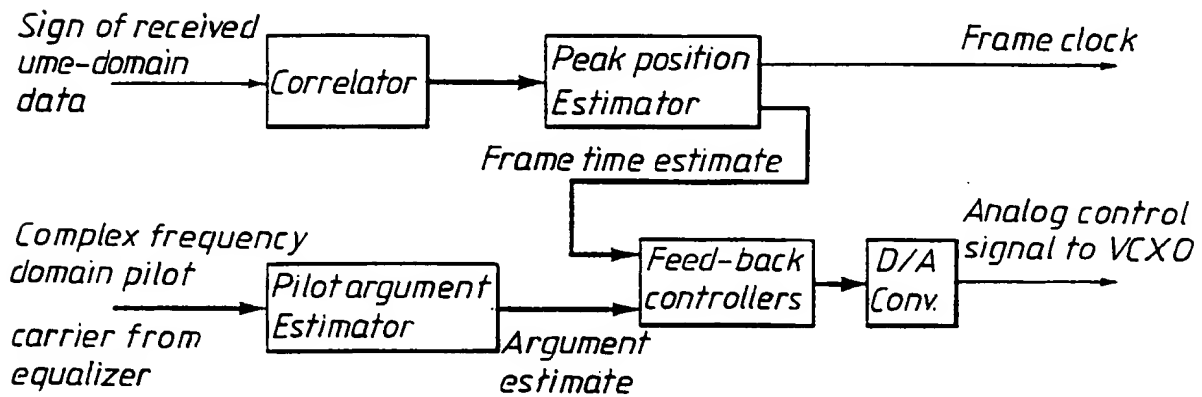 Sign of received
ume-domain
data
Correlator
Peak position
Estimator
Frame clock
Frame time estimate
Complex frequency
domain pilot
carrier from
equalizer
Pilot argument
Estimator
Argument
estimate
Feed-back
controllers
D/A
Conv.
Analog control
signal to VCXO